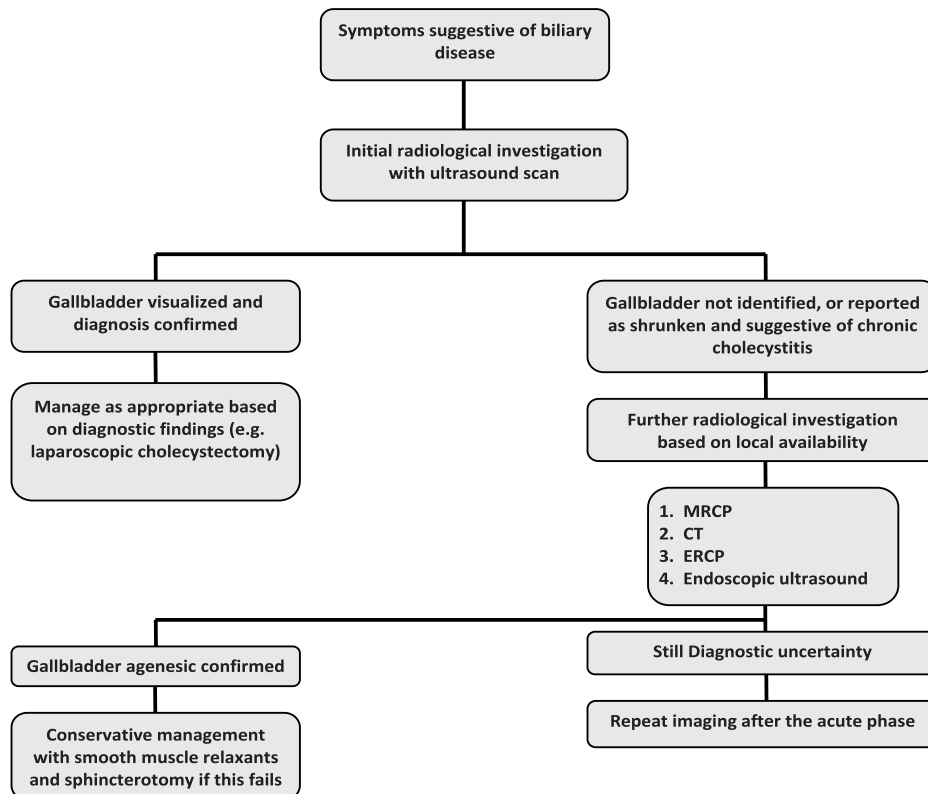 Symptoms suggestive of biliary
disease
Initial radiological investigation
with ultrasound scan
Gallbladder visualized and
diagnosis confirmed
Gallbladder not identified, or reported
as shrunken and suggestive of chronic
cholecystitis
Manage as appropriate based
on diagnostic findings (e.g.
laparoscopic cholecystectomy)
Further radiological investigation
based on local availability
1. MRCP
2. CT
3. ERCP
4. Endoscopic ultrasound
Gallbladder agenesic confirmed
Still Diagnostic uncertainty
Conservative management
with smooth muscle relaxants
and sphincterotomy if this fails
Repeat imaging after the acute phase